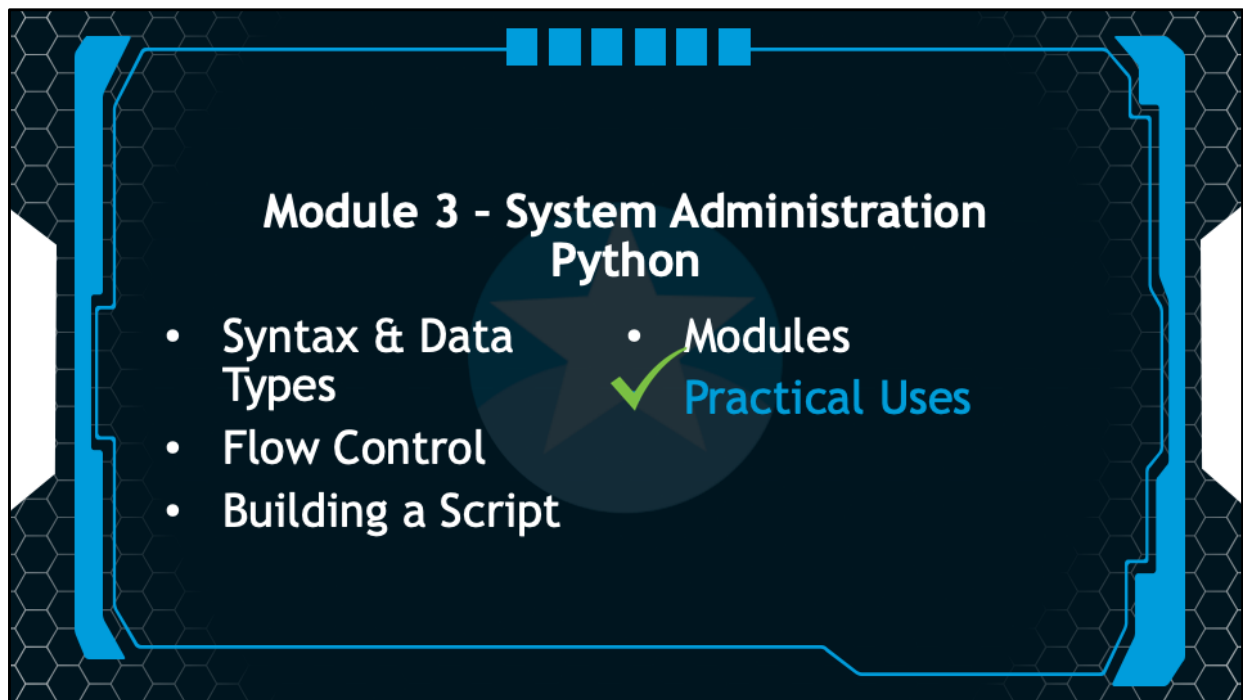 Module 3 - System Administration
Python
• Syntax & Data
Types
• Flow Control
• Building a Script
• Modules
Practical Uses